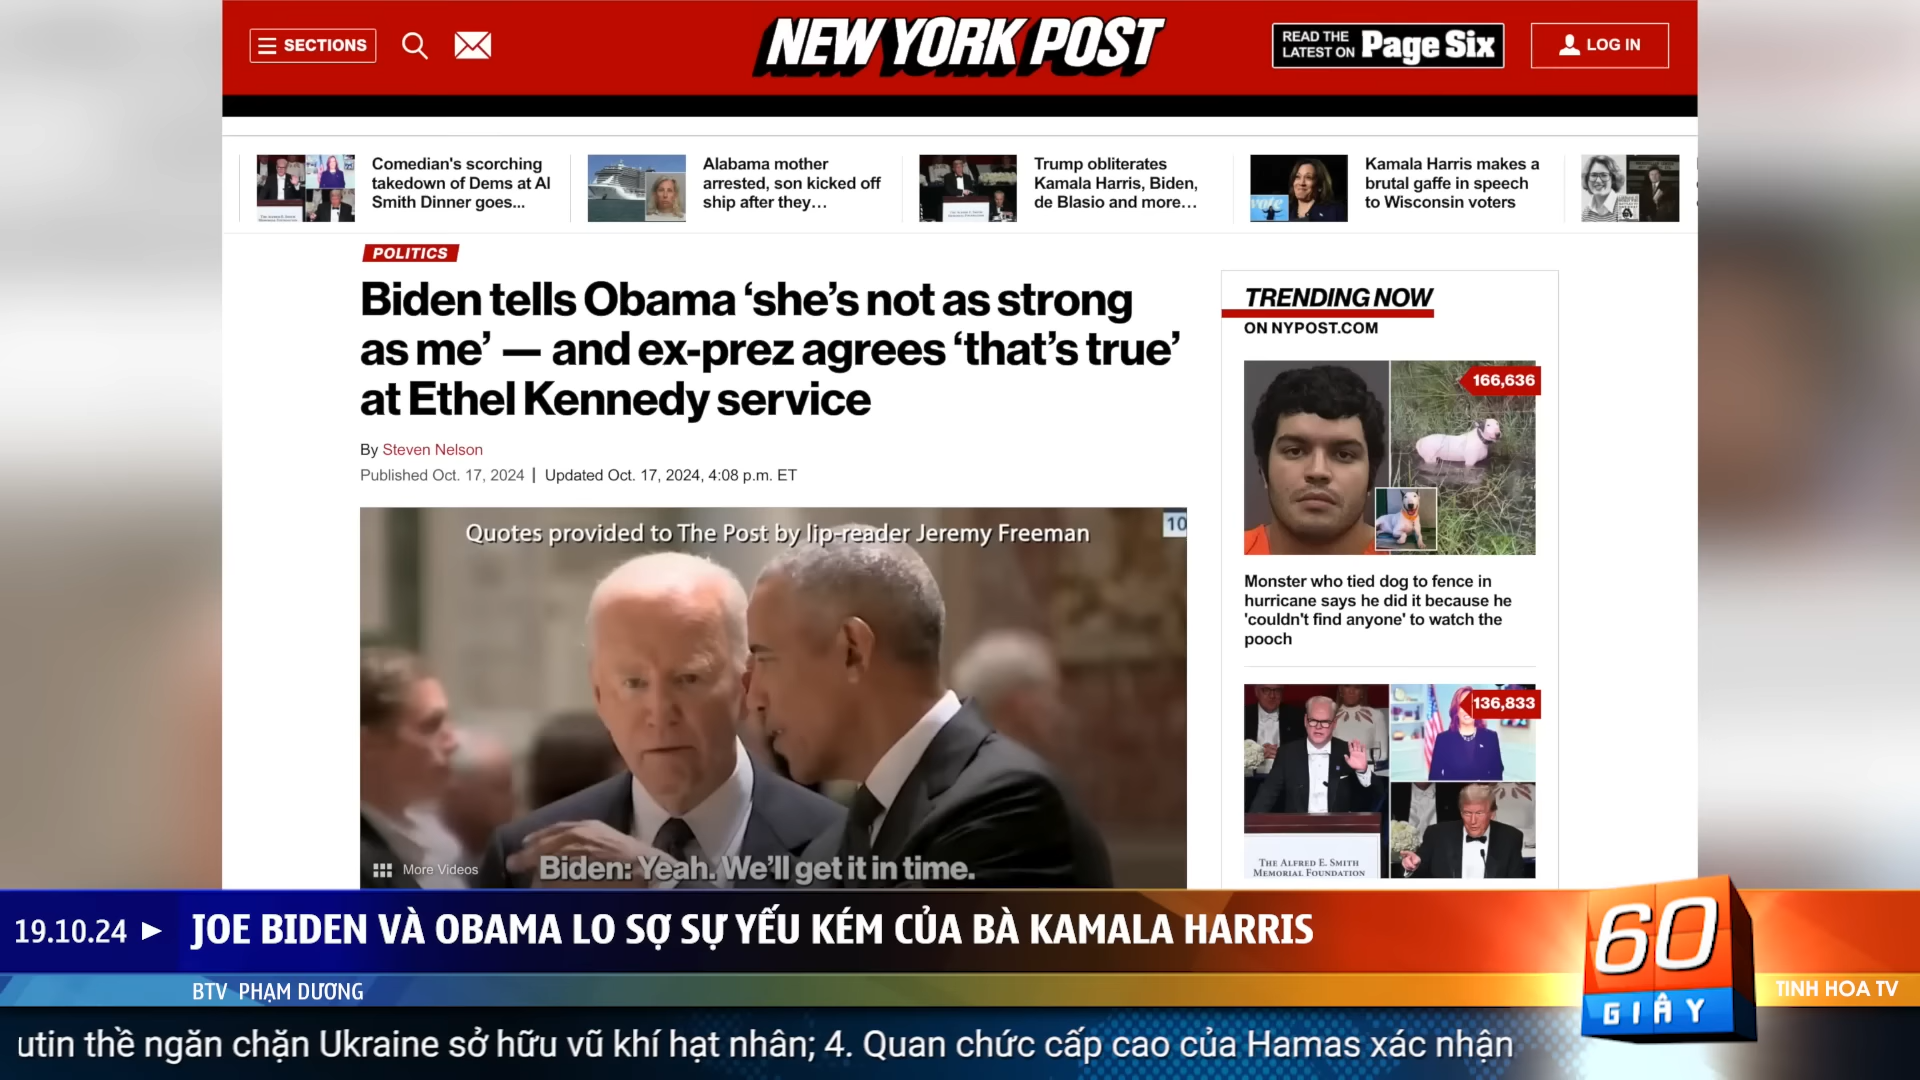 SECTIONS
NEW YORK POST
READ THE
LATEST ON
Page Six
LOG IN
Comedian's scorching
takedown of Dems at Al
Smith Dinner goes...
Alabama mother
arrested, son kicked off
ship after they…
Trump obliterates
Kamala Harris, Biden,
de Blasio and more…
vote
Kamala Harris makes a
brutal gaffe in speech
to Wisconsin voters
POLITICS
Biden tells Obama ‘she’s not as strong
as me’ — and ex-prez agrees ‘that’s true’
at Ethel Kennedy service
By Steven Nelson
Published Oct. 17, 2024 | Updated Oct. 17, 2024, 4:08 p.m. ET
Quotes provided to The Post by lip-reader Jeremy Freeman
10
More Videos
Biden: Yeah. We’ll get it in time.
TRENDING NOW
ON NYPOST.COM
166,636
Monster who tied dog to fence in
hurricane says he did it because he
'couldn't find anyone' to watch the
pooch
136,833
THE ALFRED E. SMITH
MEMORIAL FOUNDATION
19.10.24
JOE BIDEN VÀ OBAMA LO SỢ SỰ YẾU KÉM CỦA BÀ KAMALA HARRIS
BTV PHẠM DƯƠNG
60
GIÂY
TINH HOA TV
utin thề ngăn chặn Ukraine sở hữu vũ khí hạt nhân; 4. Quan chức cấp cao của Hamas xác nhận